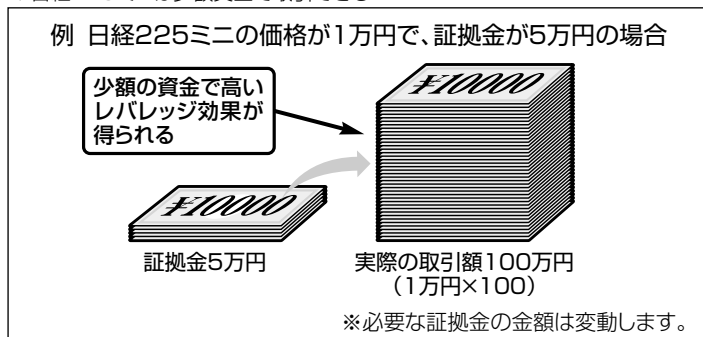 例 日経225ミニの価格が1万円で、証拠金が5万円の場合
少額の資金で高い
レバレッジ効果が
得られる
¥10000
¥10000
証拠金5万円
実際の取引額100万円
（1万円×100）
※必要な証拠金の金額は変動します。